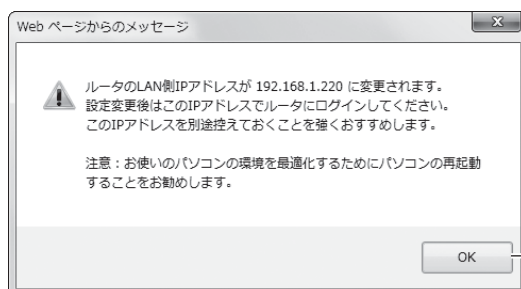 Web ページからのメッセージ
ルータのLAN側IPアドレスが 192.168.1.220 に変更されます。
設定変更後はこのIPアドレスでルータにログインしてください。
このIPアドレスを別途控えておくことを強くおすすめします。
注意：お使いのパソコンの環境を最適化するためにパソコンの再起動
することをお勧めします。
OK